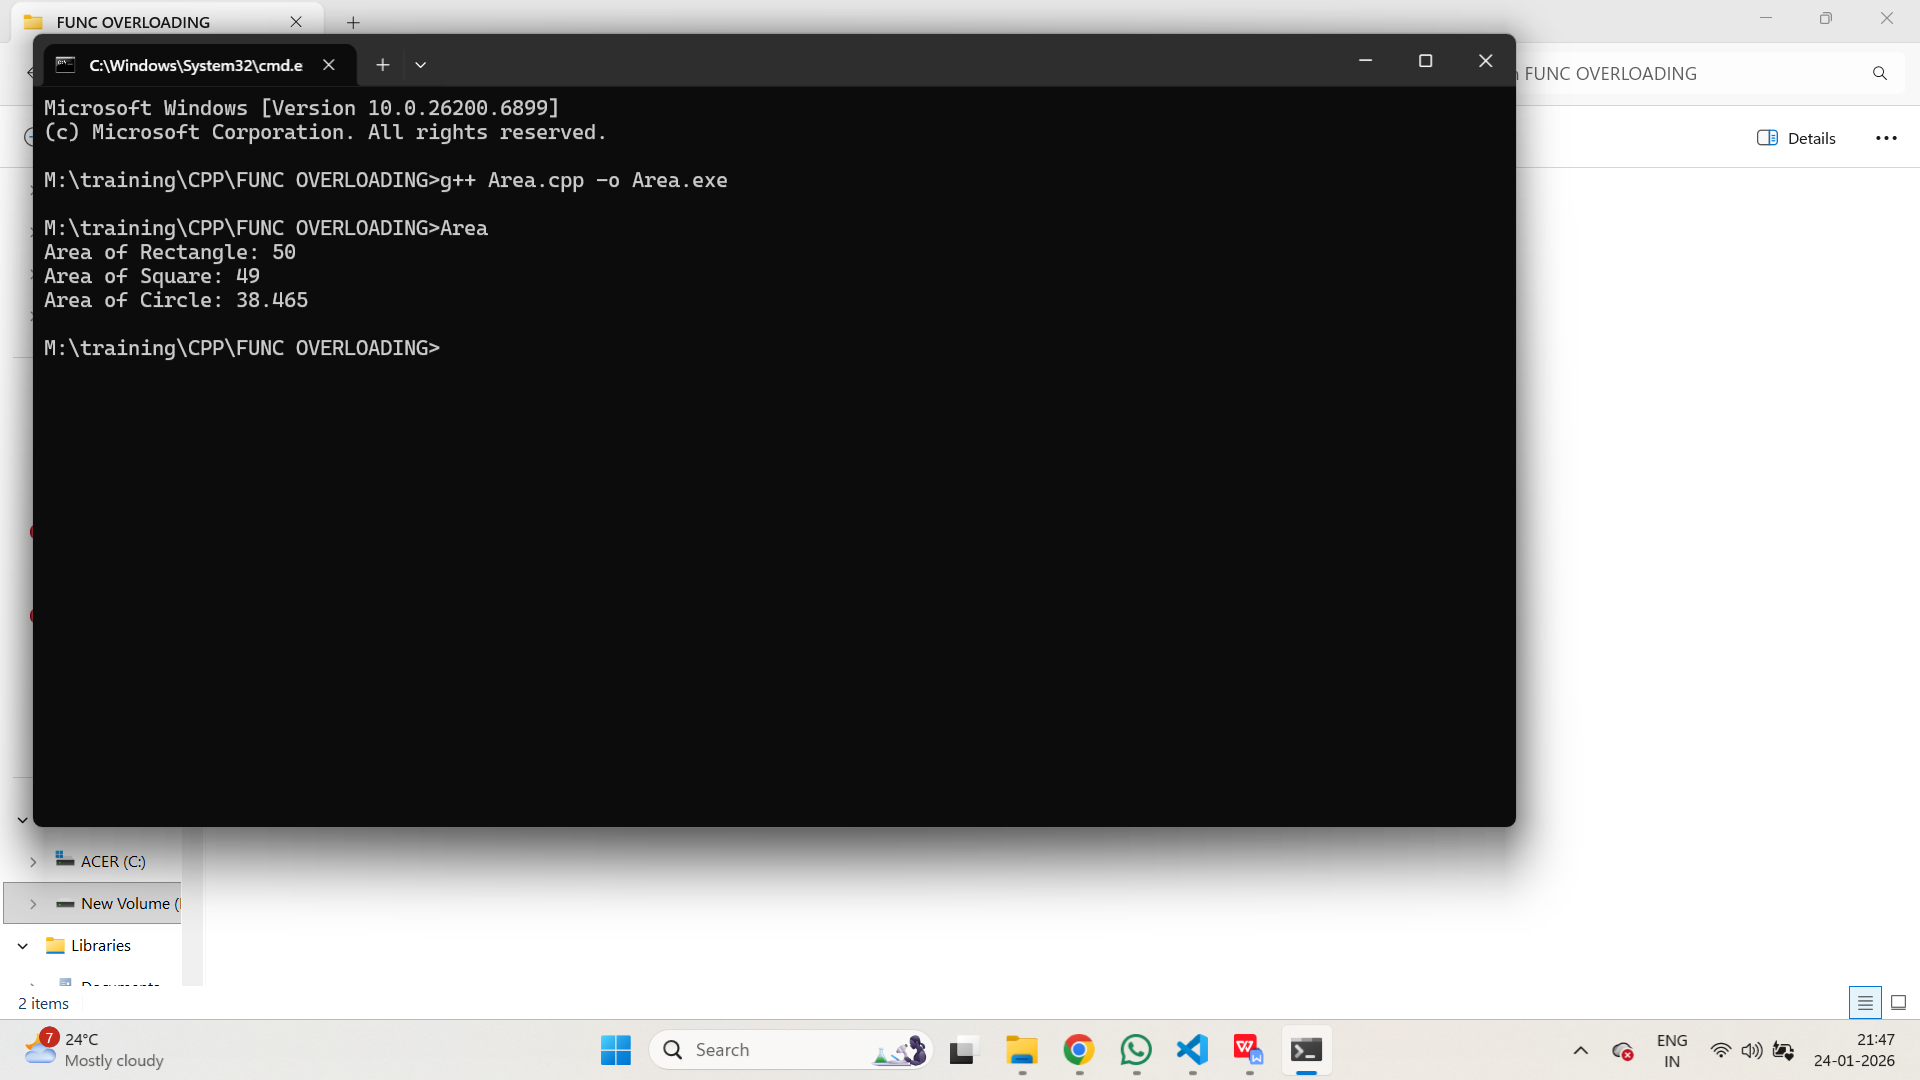 FUNC OVERLOADING
C:\Windows\System32\cmd.e
FUNC OVERLOADING
Details
Microsoft Windows [Version 10.0.26200.6899]
(c) Microsoft Corporation. All rights reserved.
M:\training\CPP\FUNC OVERLOADING>g++ Area.cpp -o Area.exe
M:\training\CPP\FUNC OVERLOADING>Area
Area of Rectangle: 50
Area of Square: 49
Area of Circle: 38.465
M:\training\CPP\FUNC OVERLOADING>
ACER (C:)
New Volume (
Libraries
Documents
2 items
7
24°C
Mostly cloudy
Search
ENG
IN
21:47
24-01-2026